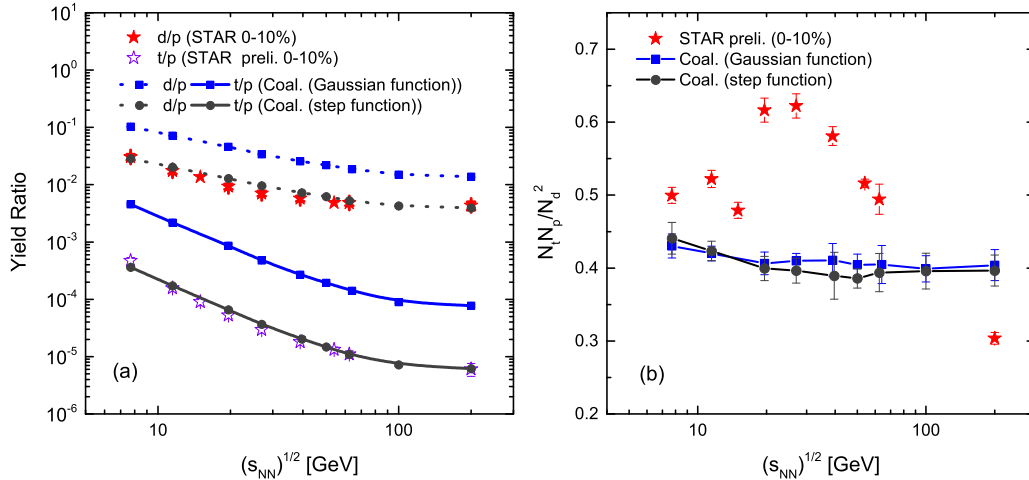 10^1
10^0
10^-1
10^-2
10^-3
10^-4
10^-5
10^-6
Yield Ratio
d/p (STAR 0-10%)
t/p (STAR preli. 0-10%)
d/p t/p (Coal. (Gaussian function))
d/p t/p (Coal. (step function))
(a)
10 100
(s_NN)^1/2 [GeV]
0.7
0.6
0.5
0.4
0.3
0.2
N_t N_p/N_d^2
STAR preli. (0-10%)
Coal. (Gaussian function)
Coal. (step function)
(b)
10 100
(s_NN)^1/2 [GeV]